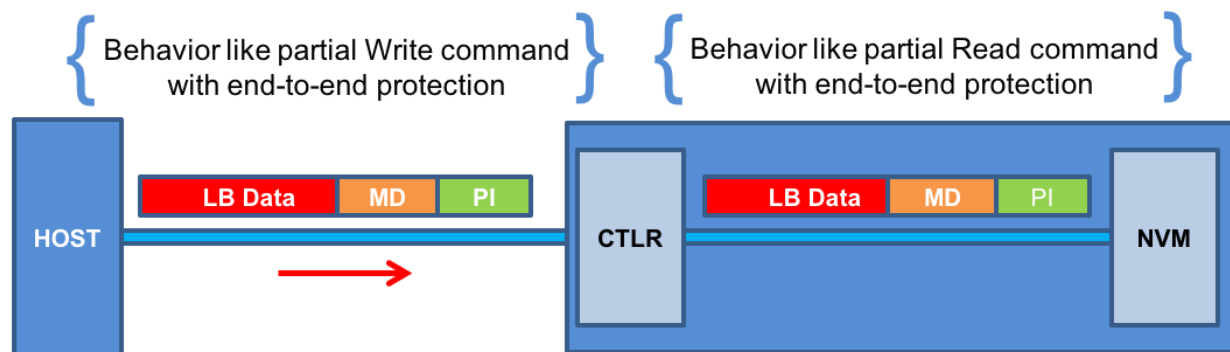 Behavior like partial Write command
with end-to-end protection
Behavior like partial Read command
with end-to-end protection
LB Data MD PI
LB Data MD PI
HOST
CTLR
NVM